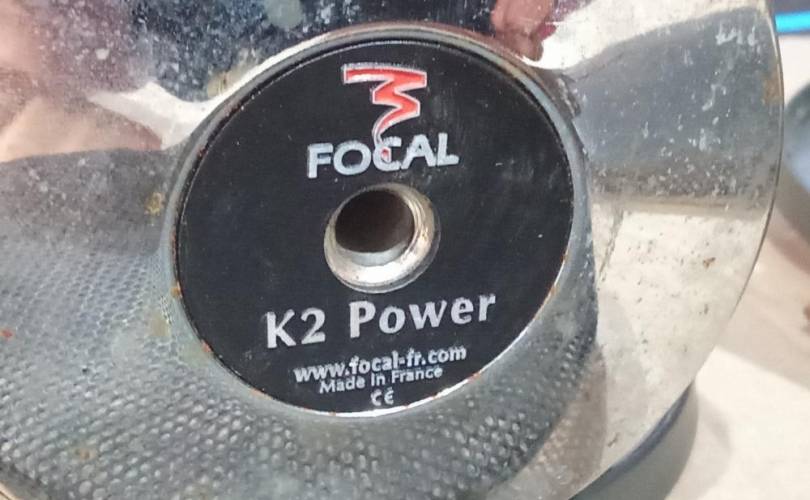 FOCAL
K2 Power
www.focal-fr.com
Made in France
CE